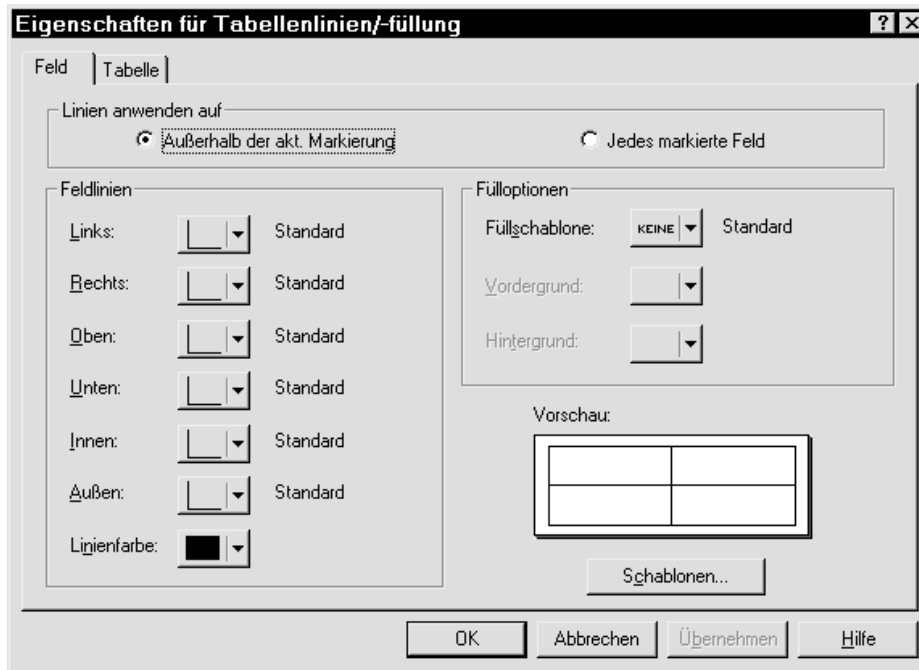 Eigenschaften für Tabellenlinien/-füllung
Feld
Tabelle
Linien anwenden auf
Außerhalb der akt. Markierung
Jedes markierte Feld
Feldlinien
Links: Standard
Rechts: Standard
Oben: Standard
Unten: Standard
Innen: Standard
Außen: Standard
Linienfarbe:
Fülloptionen
Füllschablone: KEINE Standard
Vordergrund:
Hintergrund:
Vorschau:
Schablonen...
OK
Abbrechen
Übernehmen
Hilfe